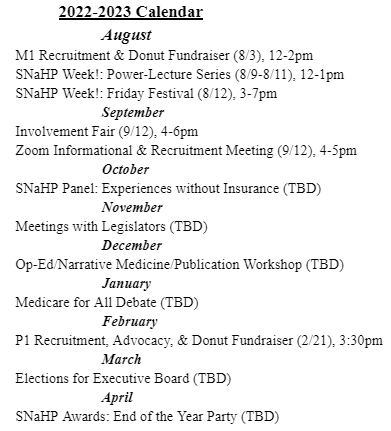 2022-2023 Calendar
August
M1 Recruitment & Donut Fundraiser (8/3), 12-2pm
SNaHP Week!: Power-Lecture Series (8/9-8/11), 12-1pm
SNaHP Week!: Friday Festival (8/12), 3-7pm
September
Involvement Fair (9/12), 4-6pm
Zoom Informational & Recruitment Meeting (9/12), 4-5pm
October
SNaHP Panel: Experiences without Insurance (TBD)
November
Meetings with Legislators (TBD)
December
Op-Ed/Narrative Medicine/Publication Workshop (TBD)
January
Medicare for All Debate (TBD)
February
P1 Recruitment, Advocacy, & Donut Fundraiser (2/21), 3:30pm
March
Elections for Executive Board (TBD)
April
SNaHP Awards: End of the Year Party (TBD)